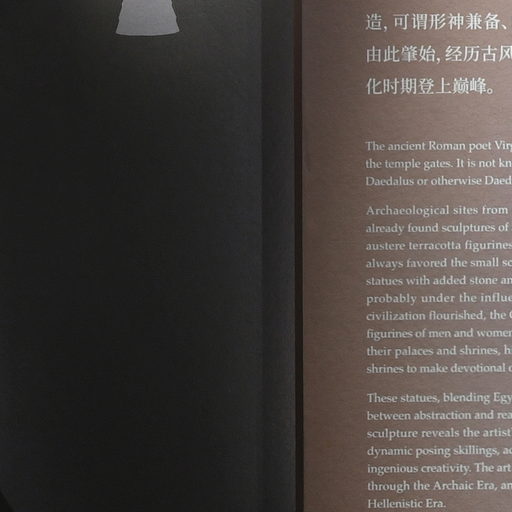 造，可谓形神兼备、
由此肇始，经历古风
化时期登上巅峰。
The ancient Roman poet Virg
the temple gates. It is not kn
Daedalus or otherwise Daed
Archaeological sites from
already found sculptures of
austere terracotta figurines
always favored the small sc
statues with added stone an
probably under the influe
civilization flourished, the
figurines of men and women
their palaces and shrines, hi
shrines to make devotional o
These statues, blending Egy
between abstraction and rea
sculpture reveals the artist'
dynamic posing skillings, ac
ingenious creativity. The art
through the Archaic Era, an
Hellenistic Era.